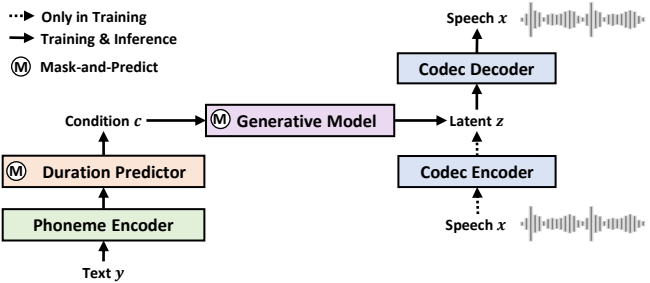 Only in Training
Training & Inference
M Mask-and-Predict
Speech x
Codec Decoder
Condition c
M Generative Model
Latent z
M Duration Predictor
Codec Encoder
Phoneme Encoder
Speech x
Text y